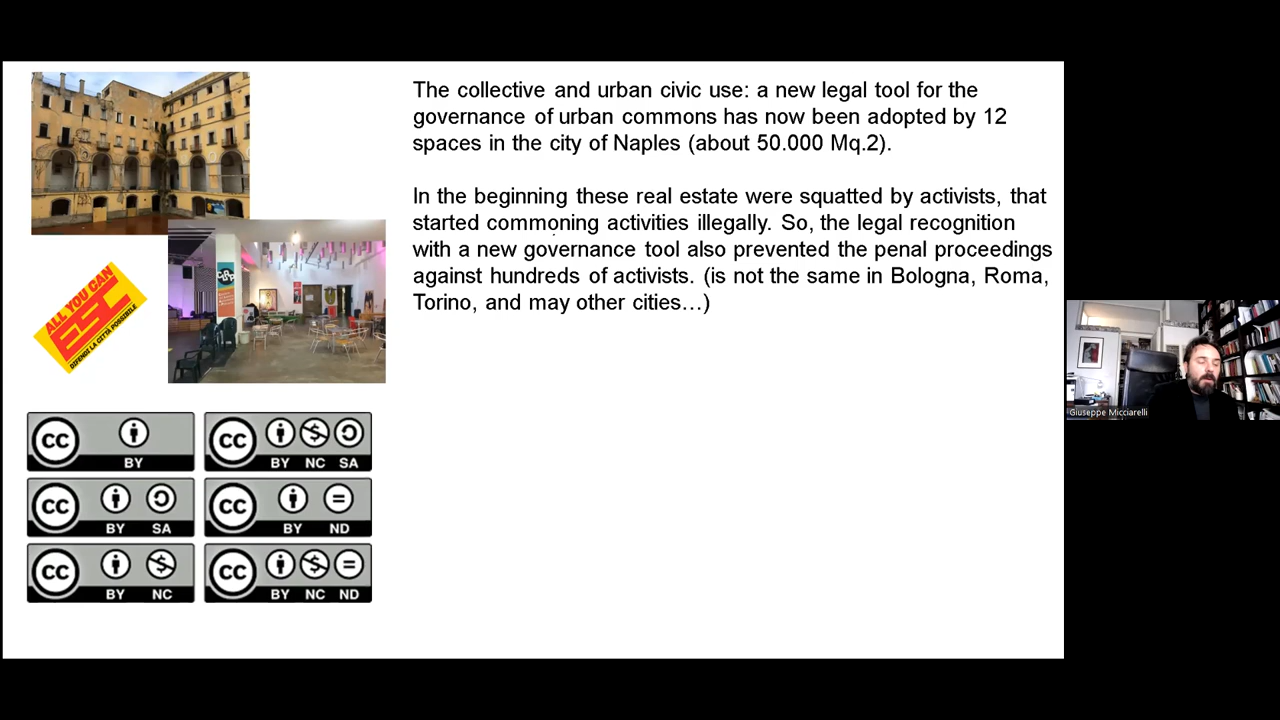 The collective and urban civic use: a new legal tool for the
governance of urban commons has now been adopted by 12
spaces in the city of Naples (about 50.000 Mq.2).
In the beginning these real estate were squatted by activists, that
started commoning activities illegally. So, the legal recognition
with a new governance tool also prevented the penal proceedings
against hundreds of activists. (is not the same in Bologna, Roma,
Torino, and may other cities…)
ALL YOU CAN
ESC
DIFENDI LA CITTÀ POSSIBILE
CC
BY
CC
BY NC SA
CC
BY SA
CC
BY ND
CC
BY NC
CC
BY NC ND
Giuseppe Micciarelli